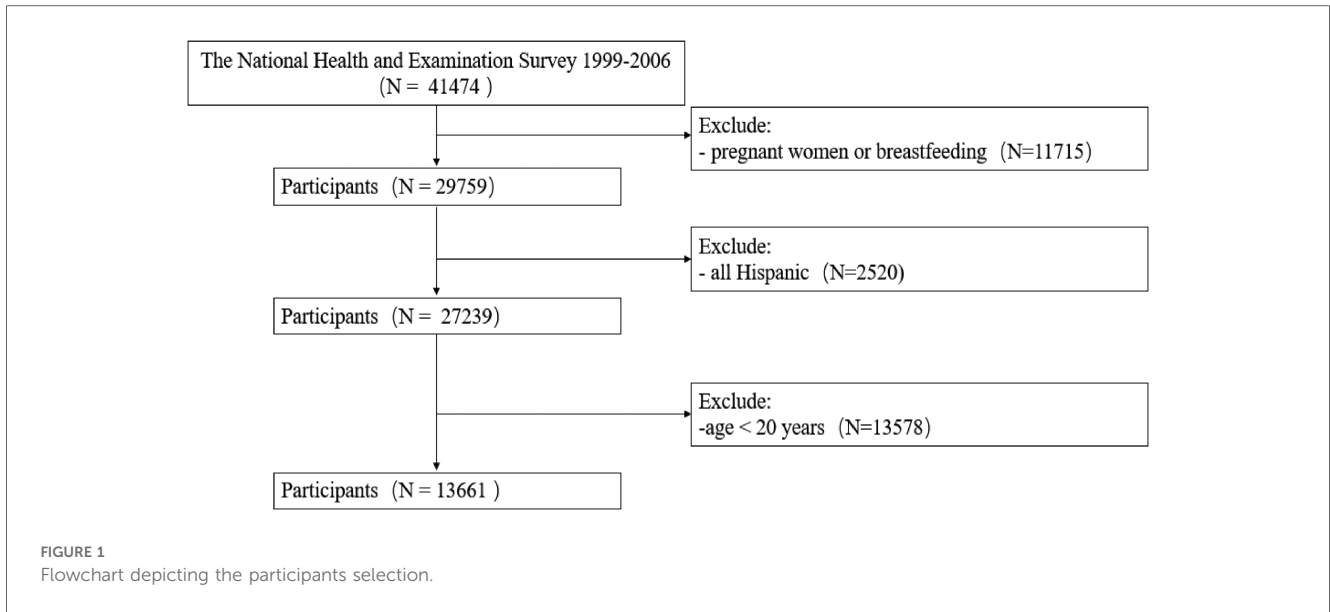 The National Health and Examination Survey 1999-2006
(N = 41474 )
Exclude:
- pregnant women or breastfeeding (N=11715)
Participants (N = 29759)
Exclude:
- all Hispanic (N=2520)
Participants (N = 27239)
Exclude:
-age < 20 years (N=13578)
Participants (N = 13661 )
FIGURE 1
Flowchart depicting the participants selection.